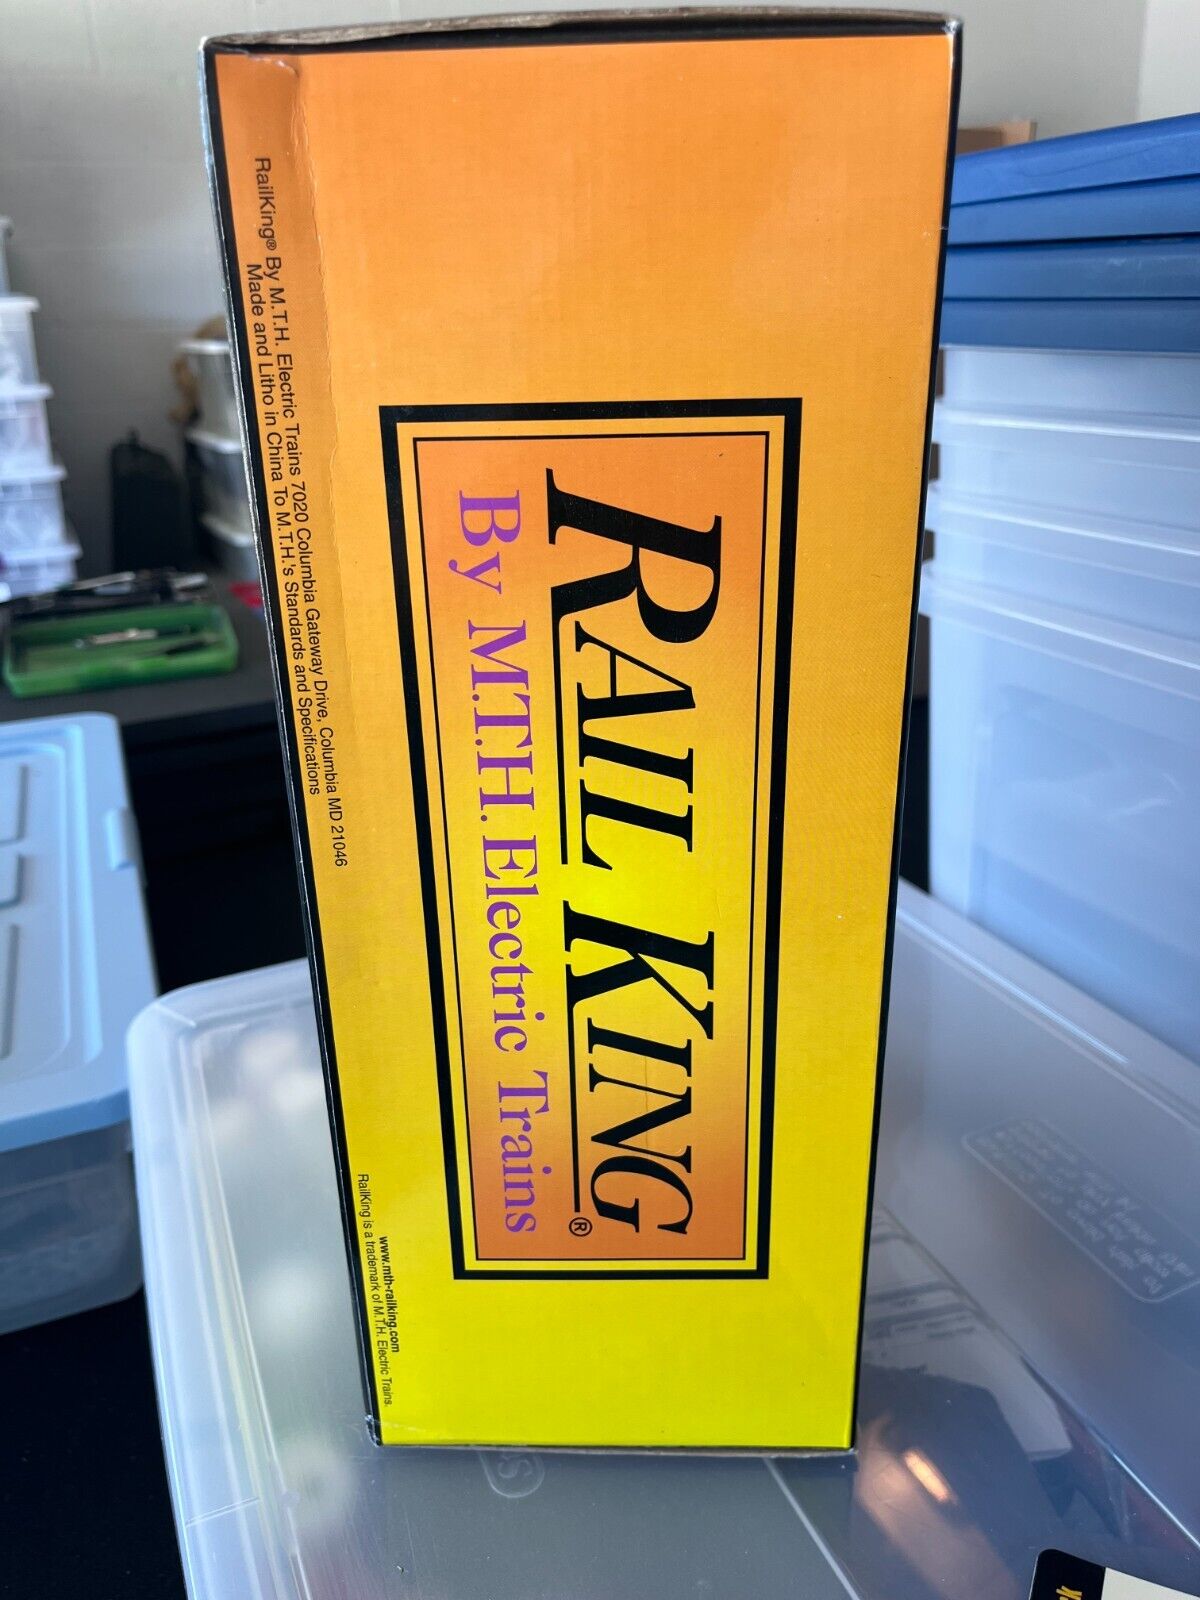 RAIL KING®
By M.T.H. Electric Trains
RailKing® By M.T.H. Electric Trains 7020 Columbia Gateway Drive, Columbia MD 21046
Made and Litho in China To M.T.H.'s Standards and Specifications
www.mth-railking.com
RailKing is a trademark of M.T.H. Electric Trains.